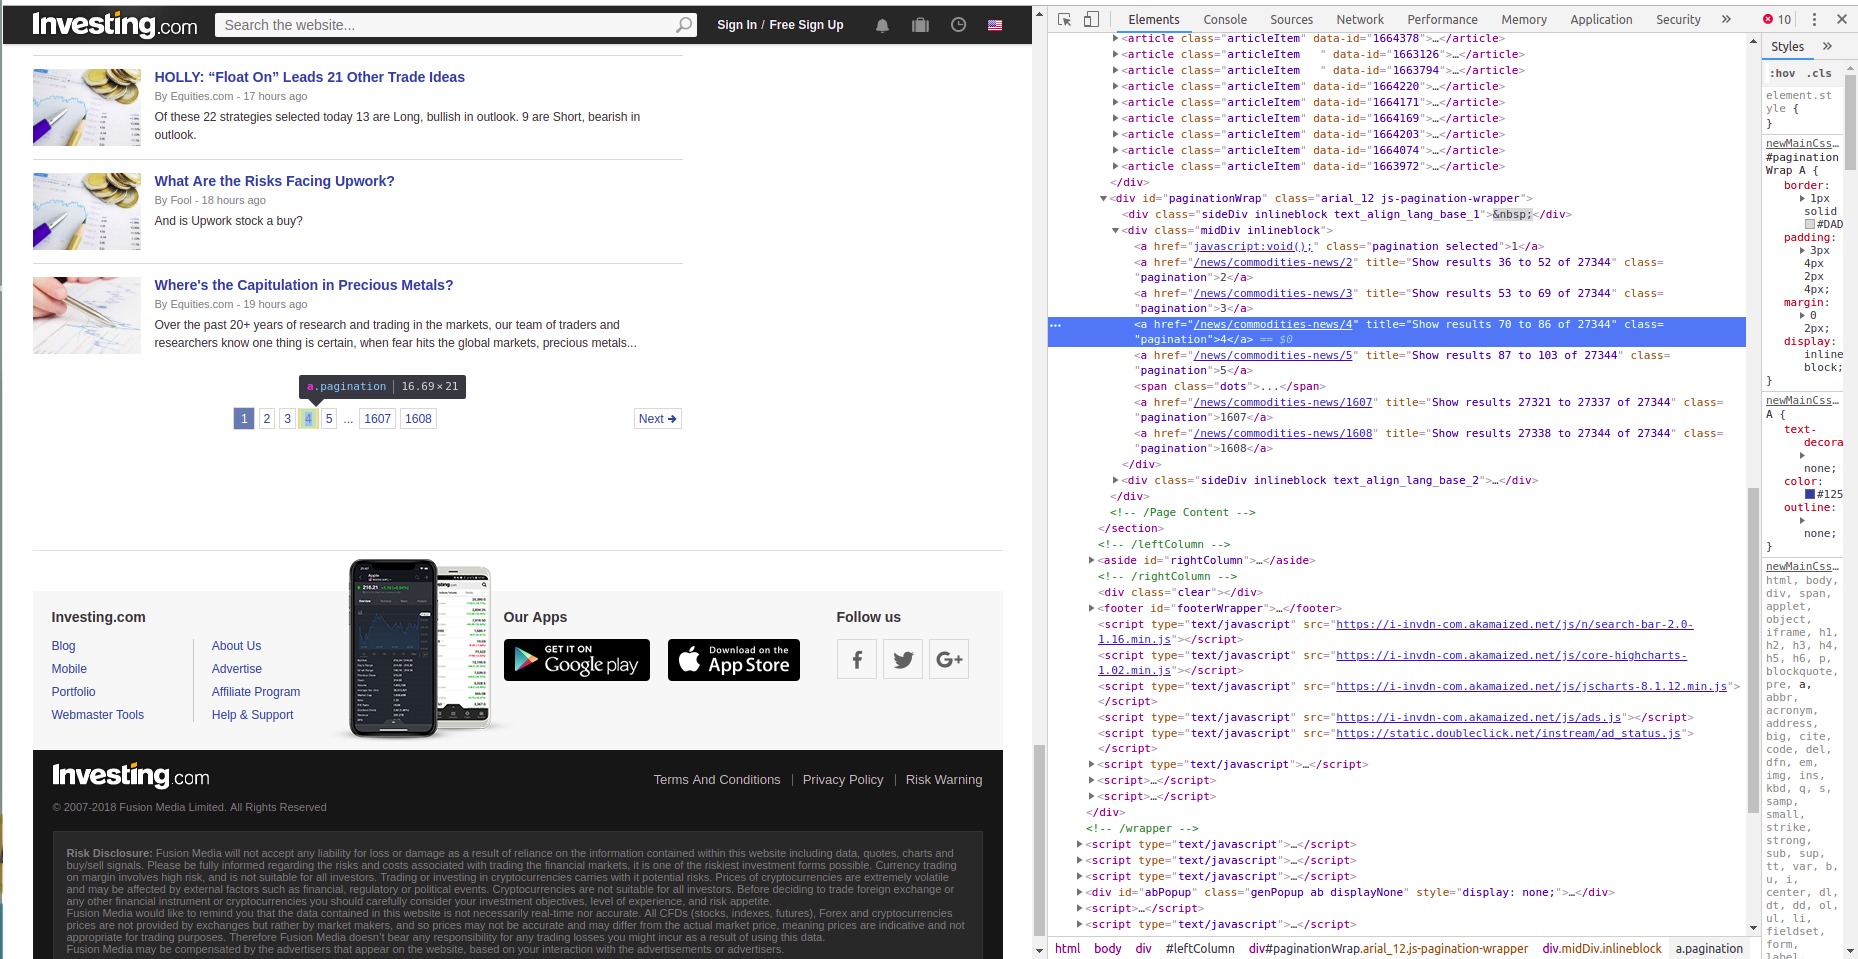 Investing.com
Search the website...
Sign In / Free Sign Up
HOLLY: “Float On” Leads 21 Other Trade Ideas
By Equities.com - 17 hours ago
Of these 22 strategies selected today 13 are Long, bullish in outlook. 9 are Short, bearish in
outlook.
What Are the Risks Facing Upwork?
By Fool - 18 hours ago
And is Upwork stock a buy?
Where's the Capitulation in Precious Metals?
By Equities.com - 19 hours ago
Over the past 20+ years of research and trading in the markets, our team of traders and
researchers know one thing is certain, when fear hits the global markets, precious metals...
a.pagination | 16.69 × 21
1 2 3 4 5 ... 1607 1608 Next
Investing.com
Blog
Mobile
Portfolio
Webmaster Tools
About Us
Advertise
Affiliate Program
Help & Support
Our Apps
GET IT ON
Google play
Download on the
App Store
Follow us
Investing.com
Terms And Conditions | Privacy Policy | Risk Warning
© 2007-2018 Fusion Media Limited. All Rights Reserved
Risk Disclosure: Fusion Media will not accept any liability for loss or damage as a result of reliance on the information contained within this website including data, quotes, charts and
buy/sell signals. Please be fully informed regarding the risks and costs associated with trading the financial markets, it is one of the riskiest investment forms possible. Currency trading
on margin involves high risk, and is not suitable for all investors. Trading or investing in cryptocurrencies carries with it potential risks. Prices of cryptocurrencies are extremely volatile
and may be affected by external factors such as financial, regulatory or political events. Cryptocurrencies are not suitable for all investors. Before deciding to trade foreign exchange or
any other financial instrument or cryptocurrencies you should carefully consider your investment objectives, level of experience, and risk appetite.
Fusion Media would like to remind you that the data contained in this website is not necessarily real-time nor accurate. All CFDs (stocks, indexes, futures), Forex and cryptocurrencies
prices are not provided by exchanges but rather by market makers, and so prices may not be accurate and may differ from the actual market price, meaning prices are indicative and not
appropriate for trading purposes. Therefore Fusion Media doesn't bear any responsibility for any trading losses you might incur as a result of using this data.
Fusion Media may be compensated by the advertisers that appear on the website, based on your interaction with the advertisements or advertisers.
Elements Console Sources Network Performance Memory Application Security » 10
<article class="articleItem" data-id="1664378">…</article>
<article class="articleItem   " data-id="1663126">…</article>
<article class="articleItem   " data-id="1663794">…</article>
<article class="articleItem" data-id="1664220">…</article>
<article class="articleItem" data-id="1664171">…</article>
<article class="articleItem" data-id="1664169">…</article>
<article class="articleItem" data-id="1664203">…</article>
<article class="articleItem" data-id="1664074">…</article>
<article class="articleItem" data-id="1663972">…</article>
</div>
<div id="paginationWrap" class="arial_12 js-pagination-wrapper">
<div class="sideDiv inlineblock text_align_lang_base_1">&nbsp;</div>
<div class="midDiv inlineblock">
<a href="javascript:void();" class="pagination selected">1</a>
<a href="/news/commodities-news/2" title="Show results 36 to 52 of 27344" class=
"pagination">2</a>
<a href="/news/commodities-news/3" title="Show results 53 to 69 of 27344" class=
"pagination">3</a>
<a href="/news/commodities-news/4" title="Show results 70 to 86 of 27344" class=
"pagination">4</a> == $0
<a href="/news/commodities-news/5" title="Show results 87 to 103 of 27344" class=
"pagination">5</a>
<span class="dots">...</span>
<a href="/news/commodities-news/1607" title="Show results 27321 to 27337 of 27344" class=
"pagination">1607</a>
<a href="/news/commodities-news/1608" title="Show results 27338 to 27344 of 27344" class=
"pagination">1608</a>
</div>
<div class="sideDiv inlineblock text_align_lang_base_2">…</div>
</div>
<!-- /Page Content -->
</section>
<!-- /leftColumn -->
<aside id="rightColumn">…</aside>
<!-- /rightColumn -->
<div class="clear"></div>
<footer id="footerWrapper">…</footer>
<script type="text/javascript" src="https://i-invdn-com.akamaized.net/js/n/search-bar-2.0-
1.16.min.js"></script>
<script type="text/javascript" src="https://i-invdn-com.akamaized.net/js/core-highcharts-
1.02.min.js"></script>
<script type="text/javascript" src="https://i-invdn-com.akamaized.net/js/jscharts-8.1.12.min.js">
</script>
<script type="text/javascript" src="https://i-invdn-com.akamaized.net/js/ads.js"></script>
<script type="text/javascript" src="https://static.doubleclick.net/instream/ad_status.js">
</script>
<script type="text/javascript">…</script>
<script>…</script>
<script>…</script>
</div>
<!-- /wrapper -->
<script type="text/javascript">…</script>
<script type="text/javascript">…</script>
<script type="text/javascript">…</script>
<div id="abPopup" class="genPopup ab displayNone" style="display: none;">…</div>
<script>…</script>
<script type="text/javascript">…</script>
html body div #leftColumn div#paginationWrap.arial_12.js-pagination-wrapper div.midDiv.inlineblock a.pagination
Styles »
:hov .cls
element.st
yle {
}
newMainCss…
#pagination
Wrap A {
border:
1px
solid
#DAD
padding:
3px
4px
2px
4px;
margin:
0
2px;
display:
inline
block;
}
newMainCss…
A {
text-
decora
none;
color:
#125
outline:
none;
}
newMainCss…
html, body,
div, span,
applet,
object,
iframe, h1,
h2, h3, h4,
h5, h6, p,
blockquote,
pre, a,
abbr,
acronym,
address,
big, cite,
code, del,
dfn, em,
img, ins,
kbd, q, s,
samp,
small,
strike,
strong,
sub, sup,
tt, var, b,
u, i,
center, dl,
dt, dd, ol,
ul, li,
fieldset,
form,
label